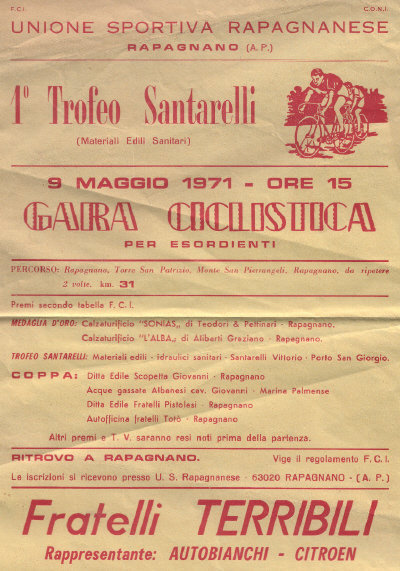 F.C.I. C.O.N.I.
UNIONE SPORTIVA RAPAGNANESE
RAPAGNANO (A.P.)
1° Trofeo Santarelli
(Materiali Edili Sanitari)
9 MAGGIO 1971 - ORE 15
GARA CICLISTICA
PER ESORDIENTI
PERCORSO: Rapagnano, Torre San Patrizio, Monte San Pierangeli, Rapagnano, da ripetere
2 volte. km. 31
Premi secondo tabella F.C.I.
MEDAGLIA D'ORO: Calzaturificio "SONIAS„ di Teodori & Peltinari - Rapagnano.
Calzaturificio "L'ALBA„ di Aliberti Graziano - Rapagnano.
TROFEO SANTARELLI: Materiali edili - idraulici sanitari - Santarelli Vittorio - Porto San Giorgio.
COPPA: Ditta Edile Scopetta Giovanni - Rapagnano
Acque gassate Albanesi cav. Giovanni - Marina Palmense
Ditta Edile Fratelli Pistolesi - Rapagnano
Autofficina fratelli Totò - Rapagnano
Altri premi e T. V. saranno resi noti prima della partenza.
RITROVO A RAPAGNANO. Vige il regolamento F.C.I.
Le iscrizioni si ricevono presso U. S. Rapagnanese - 63020 RAPAGNANO - (A.P.)
Fratelli TERRIBILI
Rappresentante: AUTOBIANCHI - CITROEN